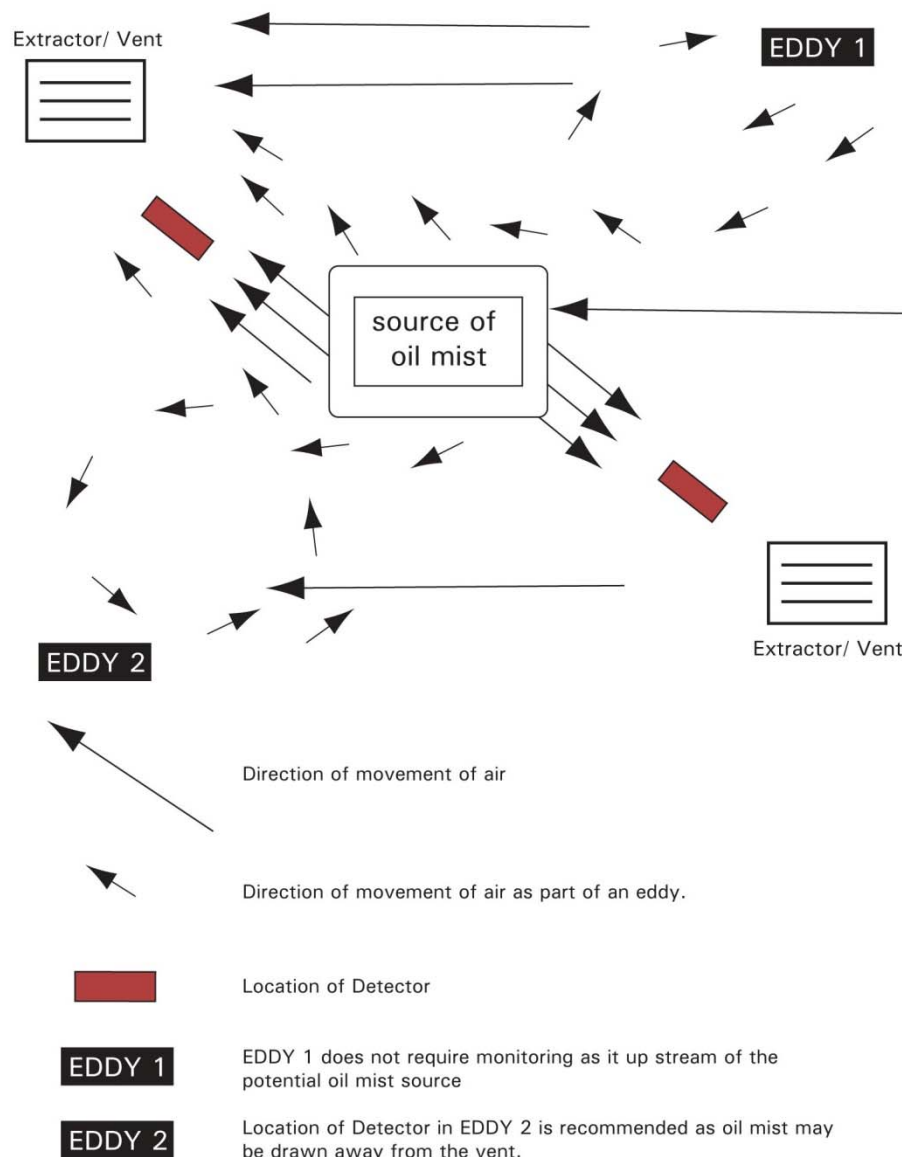 Extractor/ Vent
EDDY 1
source of
oil mist
Extractor/ Vent
EDDY 2
Direction of movement of air
Direction of movement of air as part of an eddy.
Location of Detector
EDDY 1
EDDY 1 does not require monitoring as it up stream of the
potential oil mist source
EDDY 2
Location of Detector in EDDY 2 is recommended as oil mist may
be drawn away from the vent.